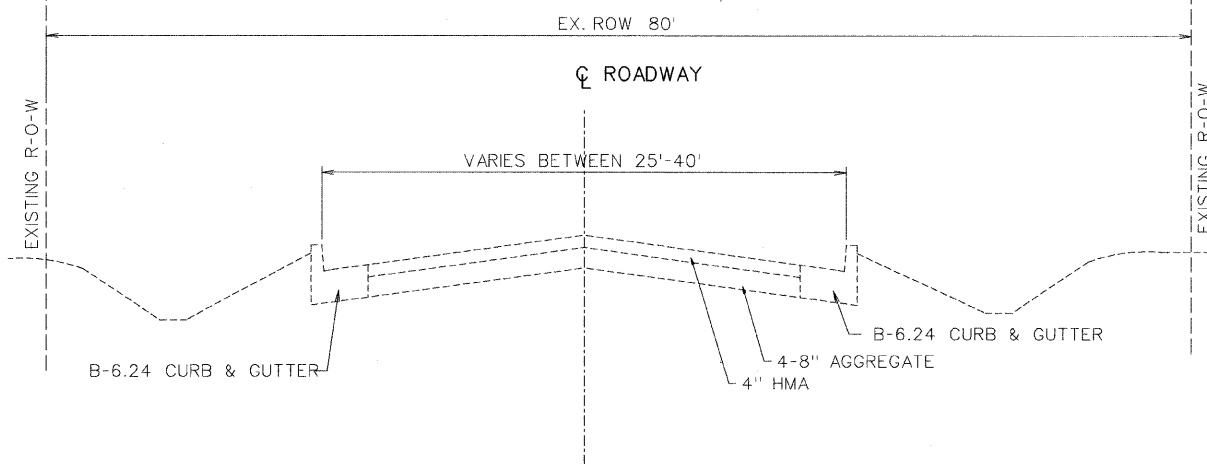 EX. ROW 80'
℄ ROADWAY
EXISTING R-O-W
VARIES BETWEEN 25'-40'
EXISTING R-O-W
B-6.24 CURB & GUTTER
B-6.24 CURB & GUTTER
4-8" AGGREGATE
4" HMA